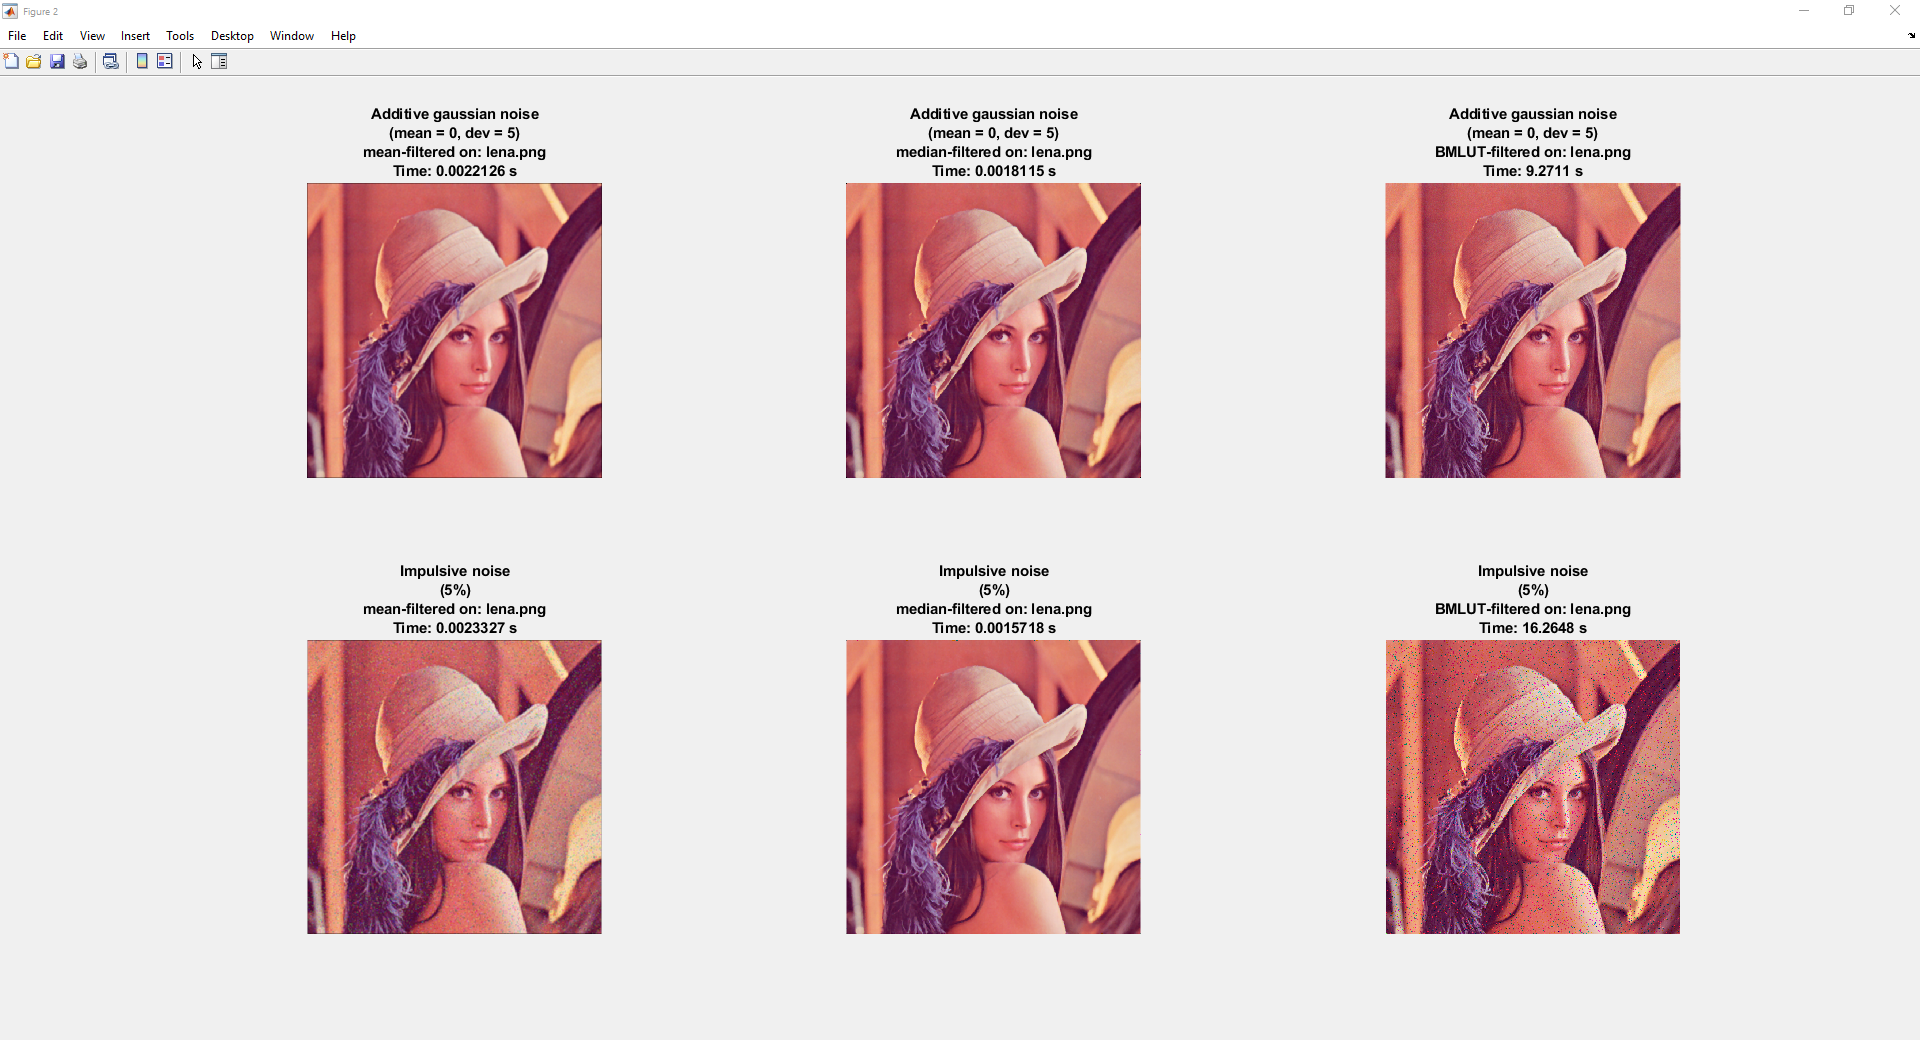 Figure 2
File Edit View Insert Tools Desktop Window Help
Additive gaussian noise
(mean = 0, dev = 5)
mean-filtered on: lena.png
Time: 0.0022126 s
Additive gaussian noise
(mean = 0, dev = 5)
median-filtered on: lena.png
Time: 0.0018115 s
Additive gaussian noise
(mean = 0, dev = 5)
BMLUT-filtered on: lena.png
Time: 9.2711 s
Impulsive noise
(5%)
mean-filtered on: lena.png
Time: 0.0023327 s
Impulsive noise
(5%)
median-filtered on: lena.png
Time: 0.0015718 s
Impulsive noise
(5%)
BMLUT-filtered on: lena.png
Time: 16.2648 s